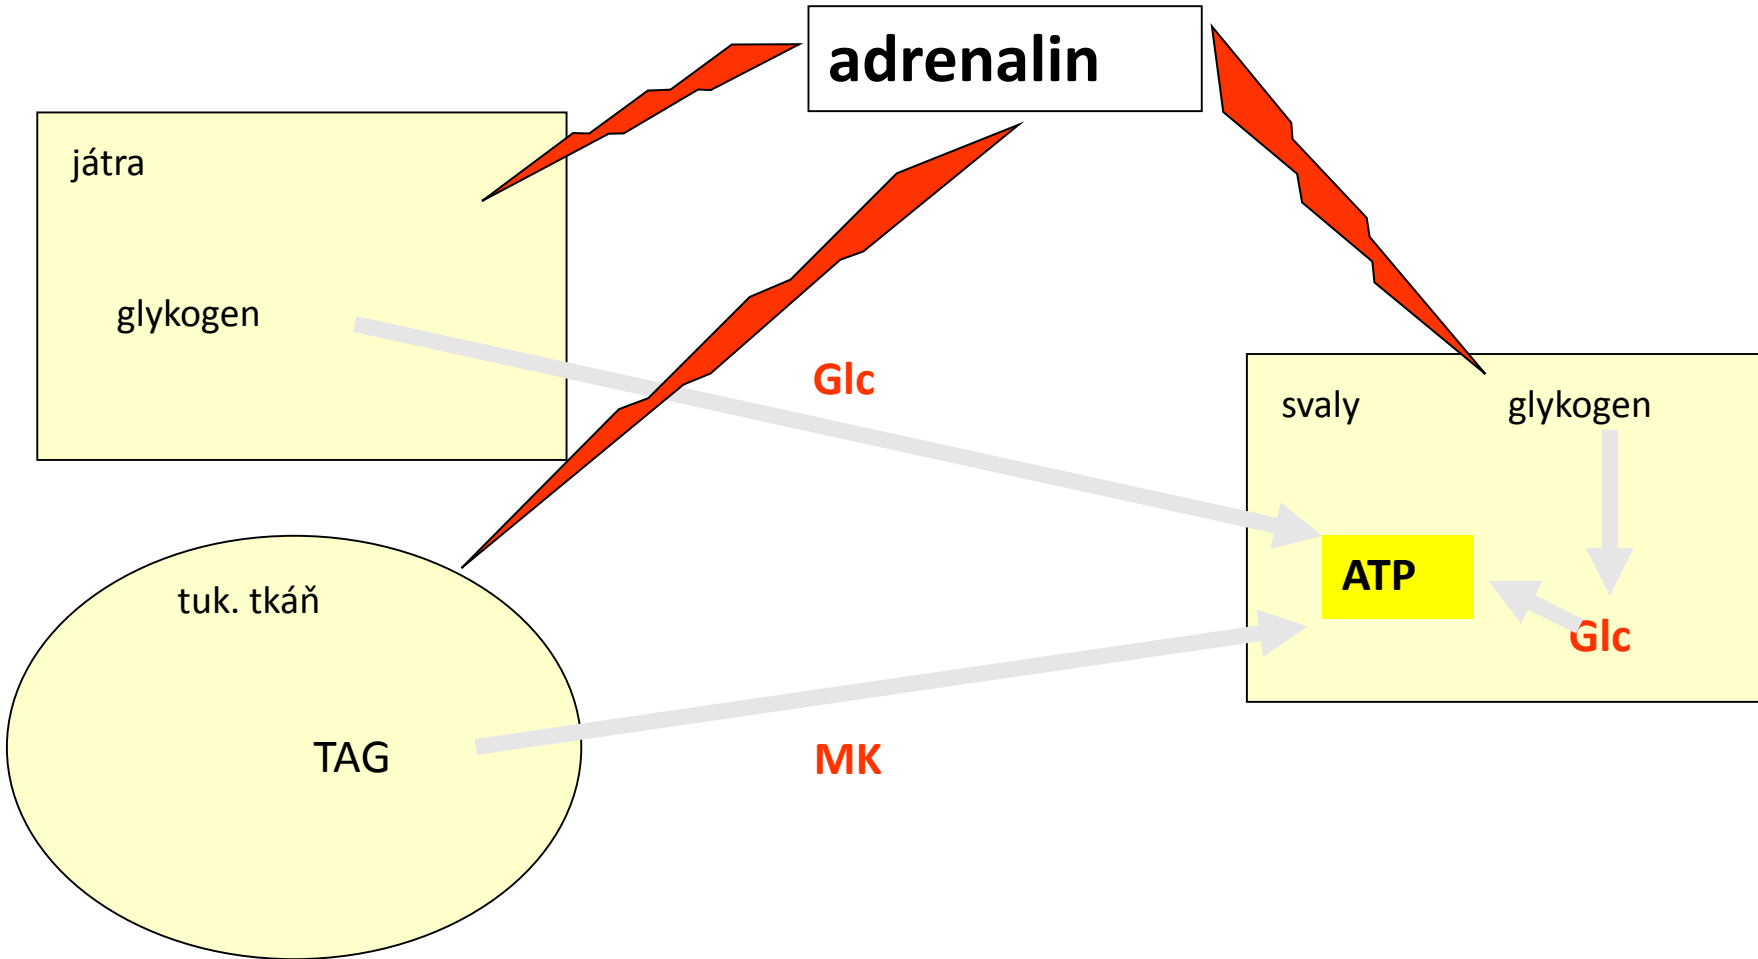 adrenalin
játra
glykogen
Glc
svaly
glykogen
ATP
Glc
tuk. tkáň
TAG
MK